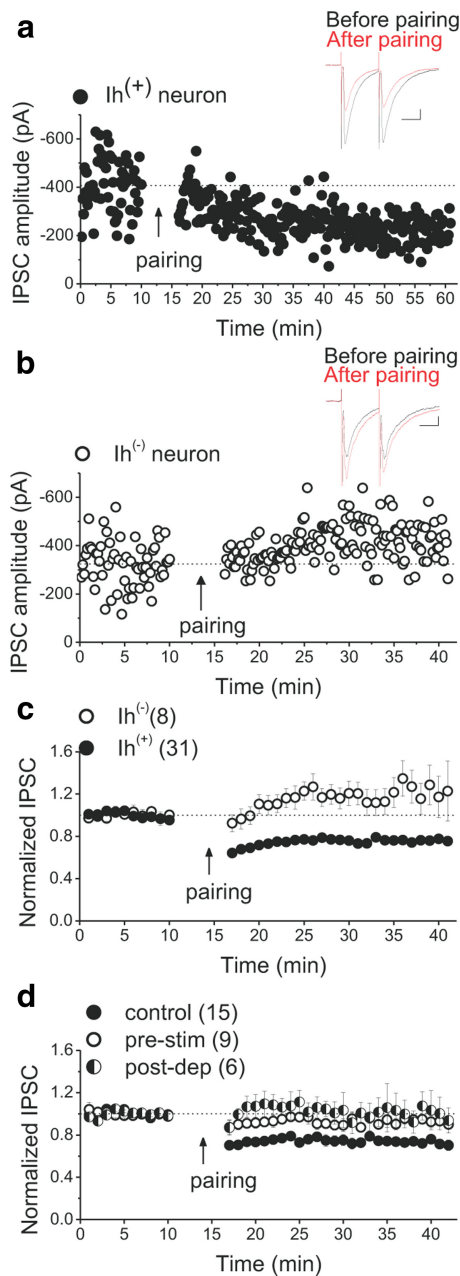 a
Before pairing
After pairing
Ih(+) neuron
IPSC amplitude (pA)
-600
-400
-200
0
pairing
0 5 10 15 20 25 30 35 40 45 50 55 60
Time (min)
b
Before pairing
After pairing
Ih(-) neuron
IPSC amplitude (pA)
-600
-400
-200
0
pairing
0 5 10 15 20 25 30 35 40
Time (min)
c
Ih(-)(8)
Ih(+) (31)
Normalized IPSC
1.6
1.2
0.8
0.4
0.0
pairing
0 5 10 15 20 25 30 35 40
Time (min)
d
control (15)
pre-stim (9)
post-dep (6)
Normalized IPSC
1.6
1.2
0.8
0.4
0.0
pairing
0 5 10 15 20 25 30 35 40
Time (min)